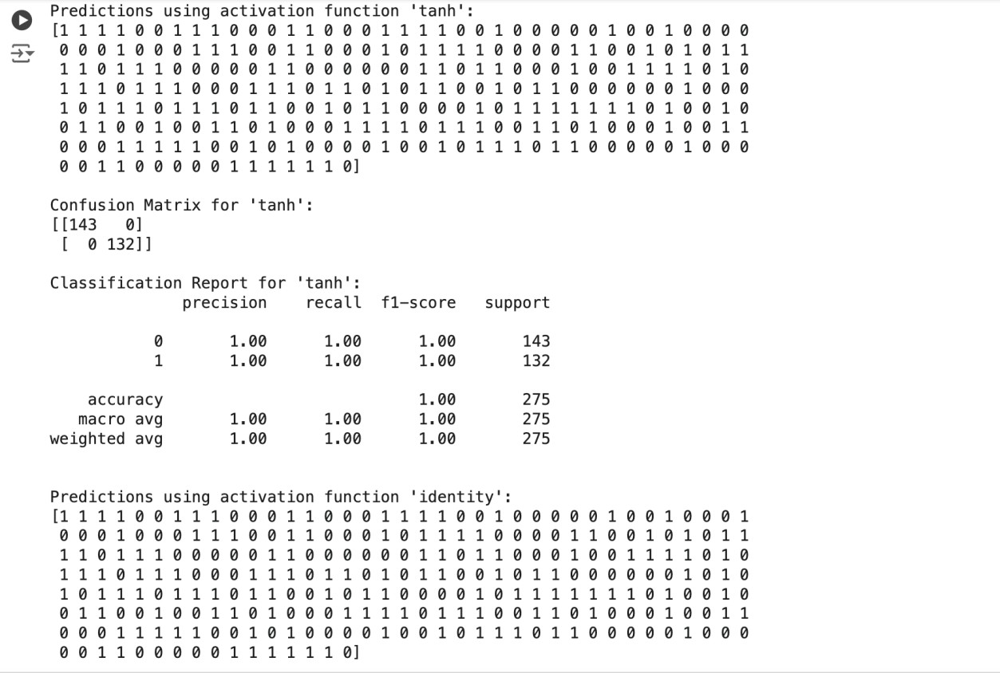 Predictions using activation function 'tanh':
[1 1 1 1 0 0 1 1 1 0 0 0 1 1 0 0 0 1 1 1 1 0 0 1 0 0 0 0 0 1 0 0 1 0 0 0 0
 0 0 0 1 0 0 0 1 1 1 0 0 1 1 0 0 0 1 0 1 1 1 1 0 0 0 0 1 1 0 0 1 0 1 0 1 1
 1 1 0 1 1 1 0 0 0 0 0 1 1 0 0 0 0 0 0 1 1 0 1 1 0 0 0 1 0 0 1 1 1 1 0 1 0
 1 1 1 0 1 1 1 0 0 0 1 1 1 0 1 1 0 1 0 1 1 0 0 1 0 1 1 0 0 0 0 0 0 1 0 0 0
 1 0 1 1 1 0 1 1 1 0 1 1 0 0 1 0 1 1 0 0 0 0 1 0 1 1 1 1 1 1 1 0 1 0 0 1 0
 0 1 1 0 0 1 0 0 1 1 0 1 0 0 0 1 1 1 1 0 1 1 1 0 0 1 1 0 1 0 0 0 1 0 0 1 1
 0 0 0 1 1 1 1 1 0 0 1 0 1 0 0 0 0 1 0 0 1 0 1 1 1 0 1 1 0 0 0 0 0 1 0 0 0
 0 0 1 1 0 0 0 0 0 1 1 1 1 1 1 0]
Confusion Matrix for 'tanh':
[[143   0]
 [  0 132]]
Classification Report for 'tanh':
precision recall f1-score support
0 1.00 1.00 1.00 143
1 1.00 1.00 1.00 132
accuracy 1.00 275
macro avg 1.00 1.00 1.00 275
weighted avg 1.00 1.00 1.00 275
Predictions using activation function 'identity':
[1 1 1 1 0 0 1 1 1 0 0 0 1 1 0 0 0 1 1 1 1 0 0 1 0 0 0 0 0 1 0 0 1 0 0 0 1
 0 0 0 1 0 0 0 1 1 1 0 0 1 1 0 0 0 1 0 1 1 1 1 0 0 0 0 1 1 0 0 1 0 1 0 1 1
 1 1 0 1 1 1 0 0 0 0 0 1 1 0 0 0 0 0 0 1 1 0 1 1 0 0 0 1 0 0 1 1 1 1 0 1 0
 1 1 1 0 1 1 1 0 0 0 1 1 1 0 1 1 0 1 0 1 1 0 0 1 0 1 1 0 0 0 0 0 0 1 0 1 0
 1 0 1 1 1 0 1 1 1 0 1 1 0 0 1 0 1 1 0 0 0 0 1 0 1 1 1 1 1 1 1 0 1 0 0 1 0
 0 1 1 0 0 1 0 0 1 1 0 1 0 0 0 1 1 1 1 0 1 1 1 0 0 1 1 0 1 0 0 0 1 0 0 1 1
 0 0 0 1 1 1 1 1 0 0 1 0 1 0 0 0 0 1 0 0 1 0 1 1 1 0 1 1 0 0 0 0 0 1 0 0 0
 0 0 1 1 0 0 0 0 0 1 1 1 1 1 1 0]